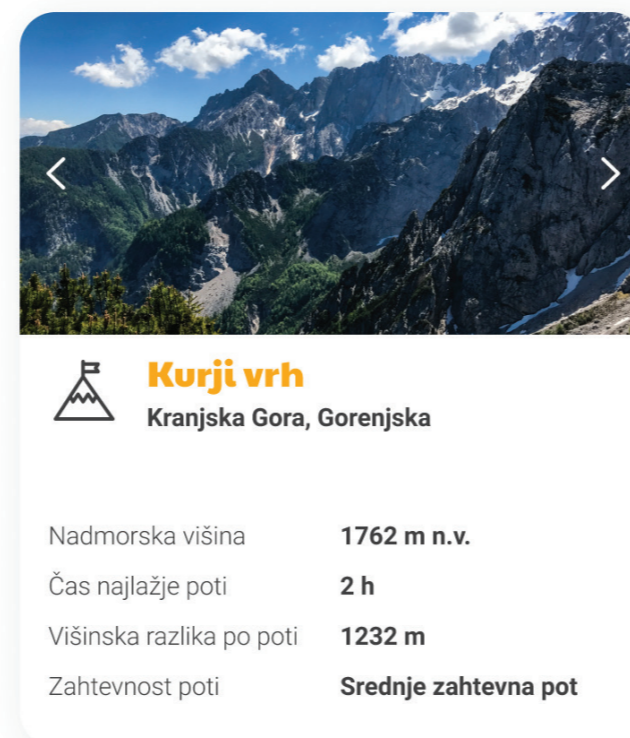 Kurji vrh
Kranjska Gora, Gorenjska
Nadmorska višina 1762 m n.v.
Čas najlažje poti 2 h
Višinska razlika po poti 1232 m
Zahtevnost poti Srednje zahtevna pot